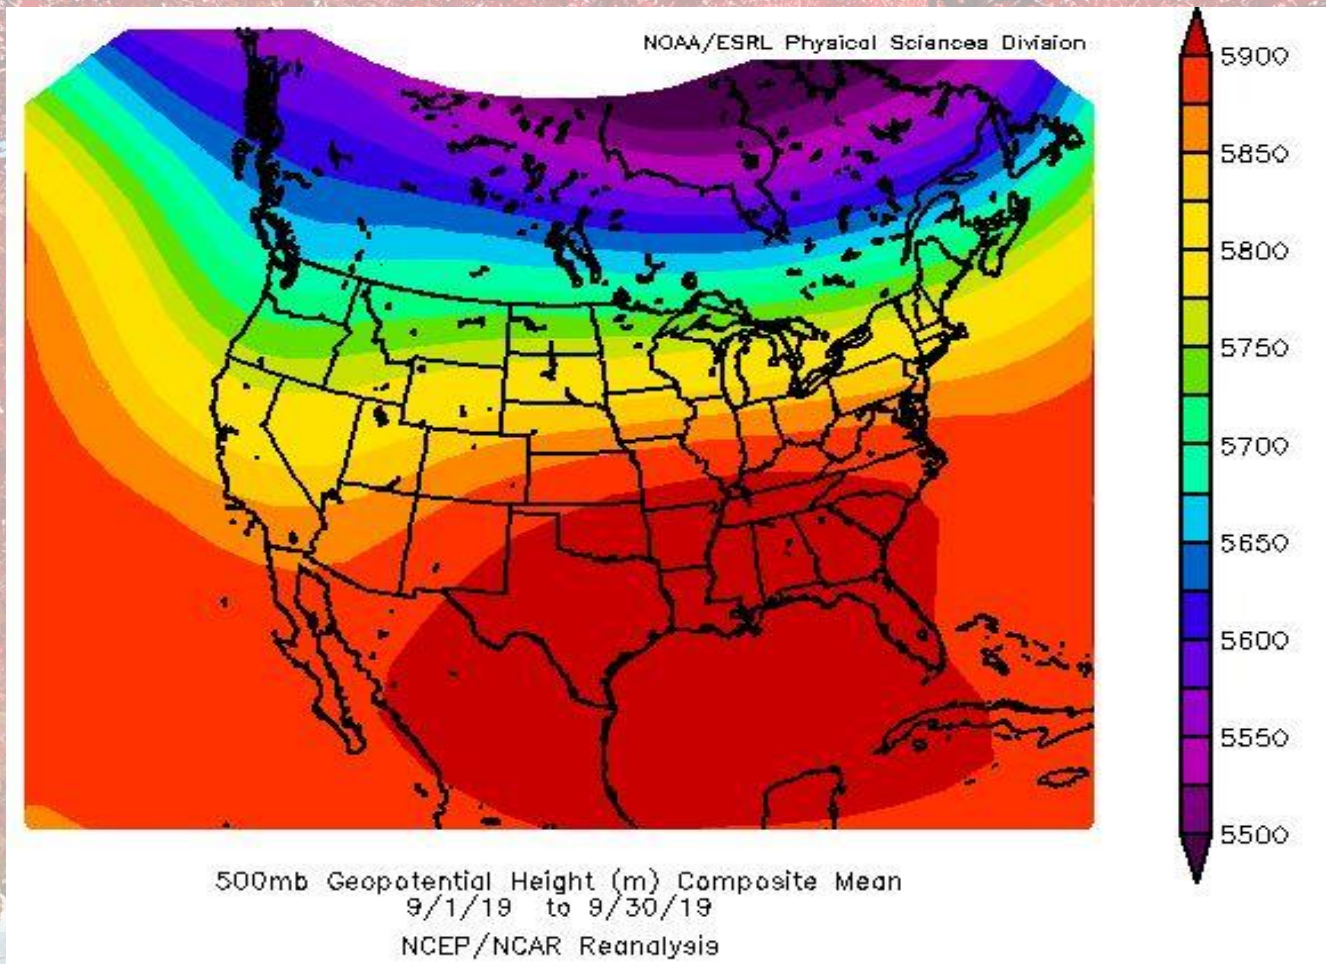 NOAA/ESRL Physical Sciences Division
5900
5850
5800
5750
5700
5650
5600
5550
5500
500mb Geopotential Height (m) Composite Mean
9/1/19 to 9/30/19
NCEP/NCAR Reanalysis